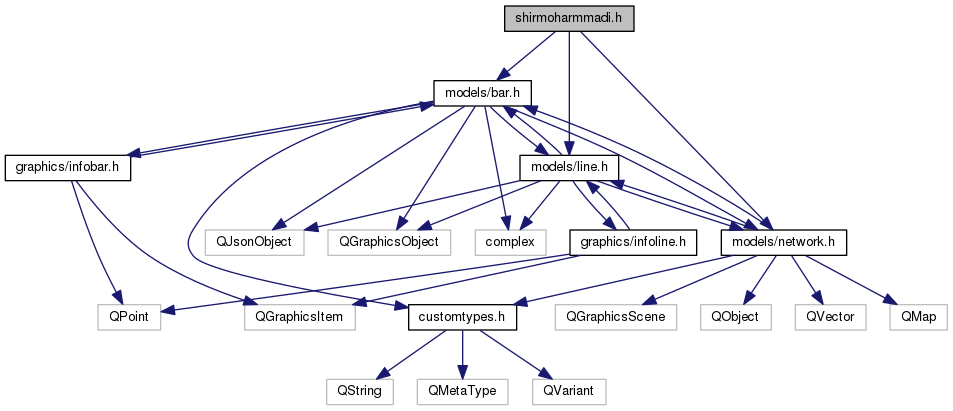 shirmoharmmadi.h
models/bar.h
graphics/infobar.h
models/line.h
QJsonObject
QGraphicsObject
complex
graphics/infoline.h
models/network.h
QPoint
QGraphicsItem
customtypes.h
QGraphicsScene
QObject
QVector
QMap
QString
QMetaType
QVariant